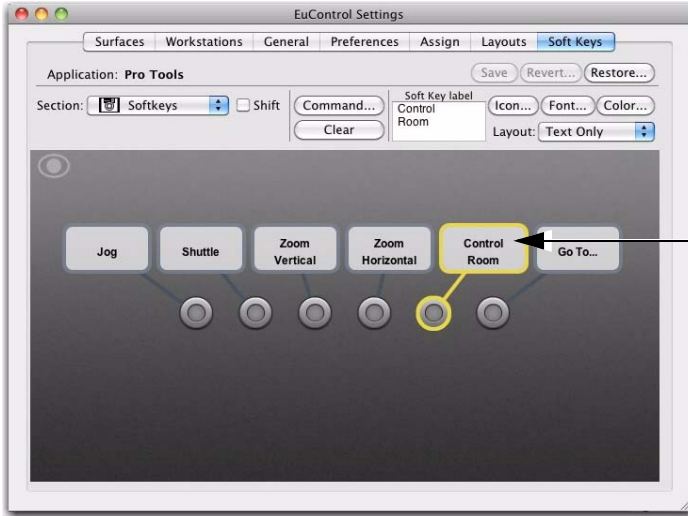 EuControl Settings
Surfaces Workstations General Preferences Assign Layouts Soft Keys
Application: Pro Tools
Save Revert... Restore...
Section: Softkeys Shift Command... Clear
Soft Key label
Control
Room
Icon... Font... Color...
Layout: Text Only
Jog
Shuttle
Zoom
Vertical
Zoom
Horizontal
Control
Room
Go To...